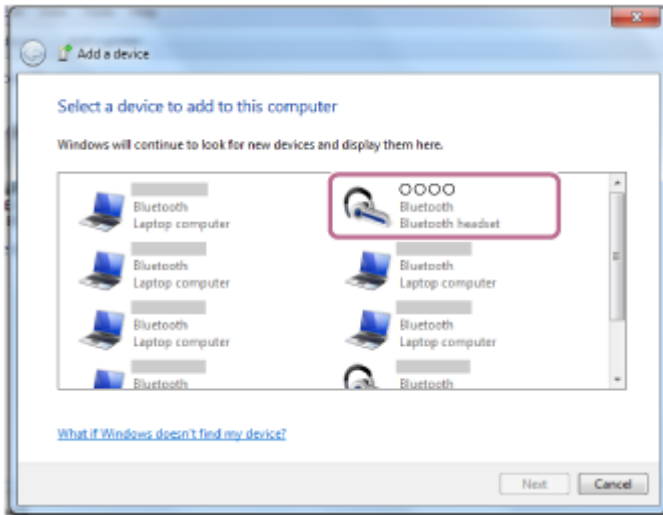 Add a device
Select a device to add to this computer
Windows will continue to look for new devices and display them here.
Bluetooth
Laptop computer
OOOO
Bluetooth
Bluetooth headset
Bluetooth
Laptop computer
Bluetooth
Laptop computer
Bluetooth
Laptop computer
Bluetooth
Laptop computer
Bluetooth
Bluetooth
What if Windows doesn't find my device?
Next
Cancel